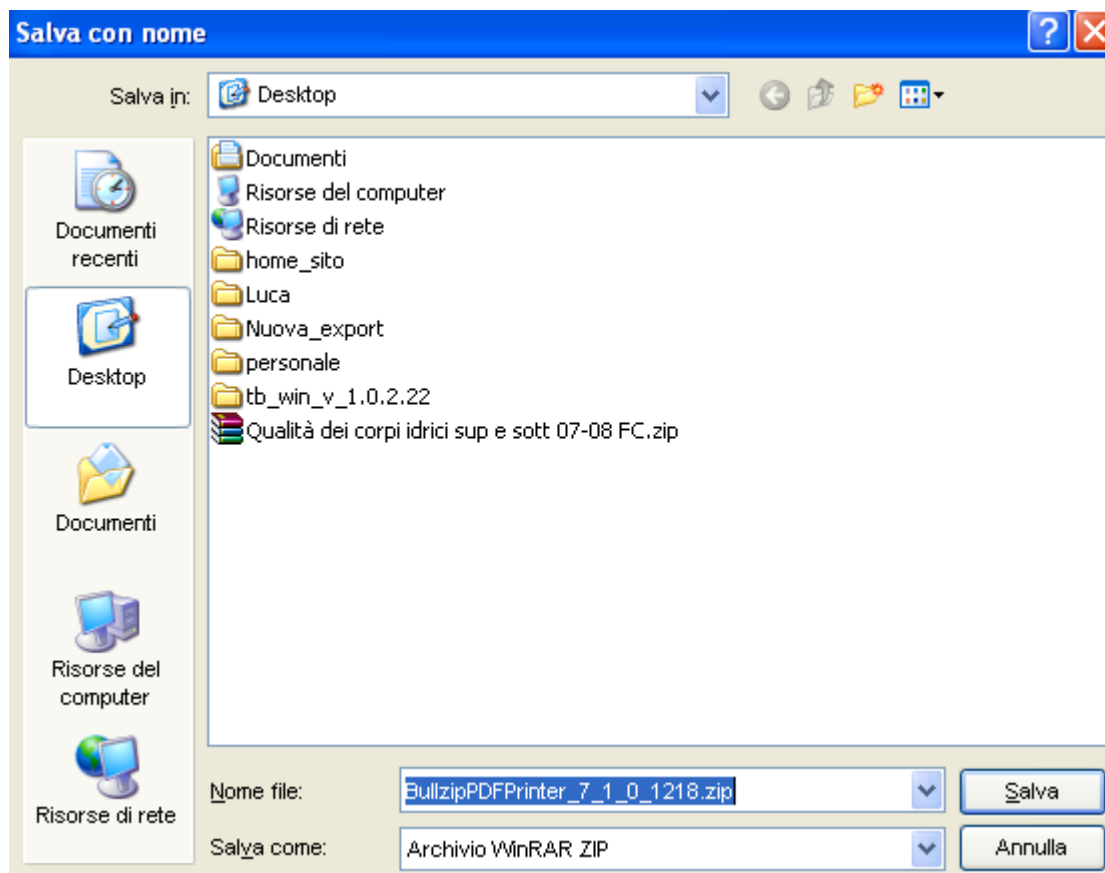 Salva con nome
Salva in:
Desktop
Documenti recenti
Desktop
Documenti
Risorse del computer
Risorse di rete
Documenti
Risorse del computer
Risorse di rete
home_sito
Luca
Nuova_export
personale
tb_win_v_1.0.2.22
Qualità dei corpi idrici sup e sott 07-08 FC.zip
Nome file:
BullzipPDFPrinter_7_1_0_1218.zip
Salva
Salva come:
Archivio WinRAR ZIP
Annulla